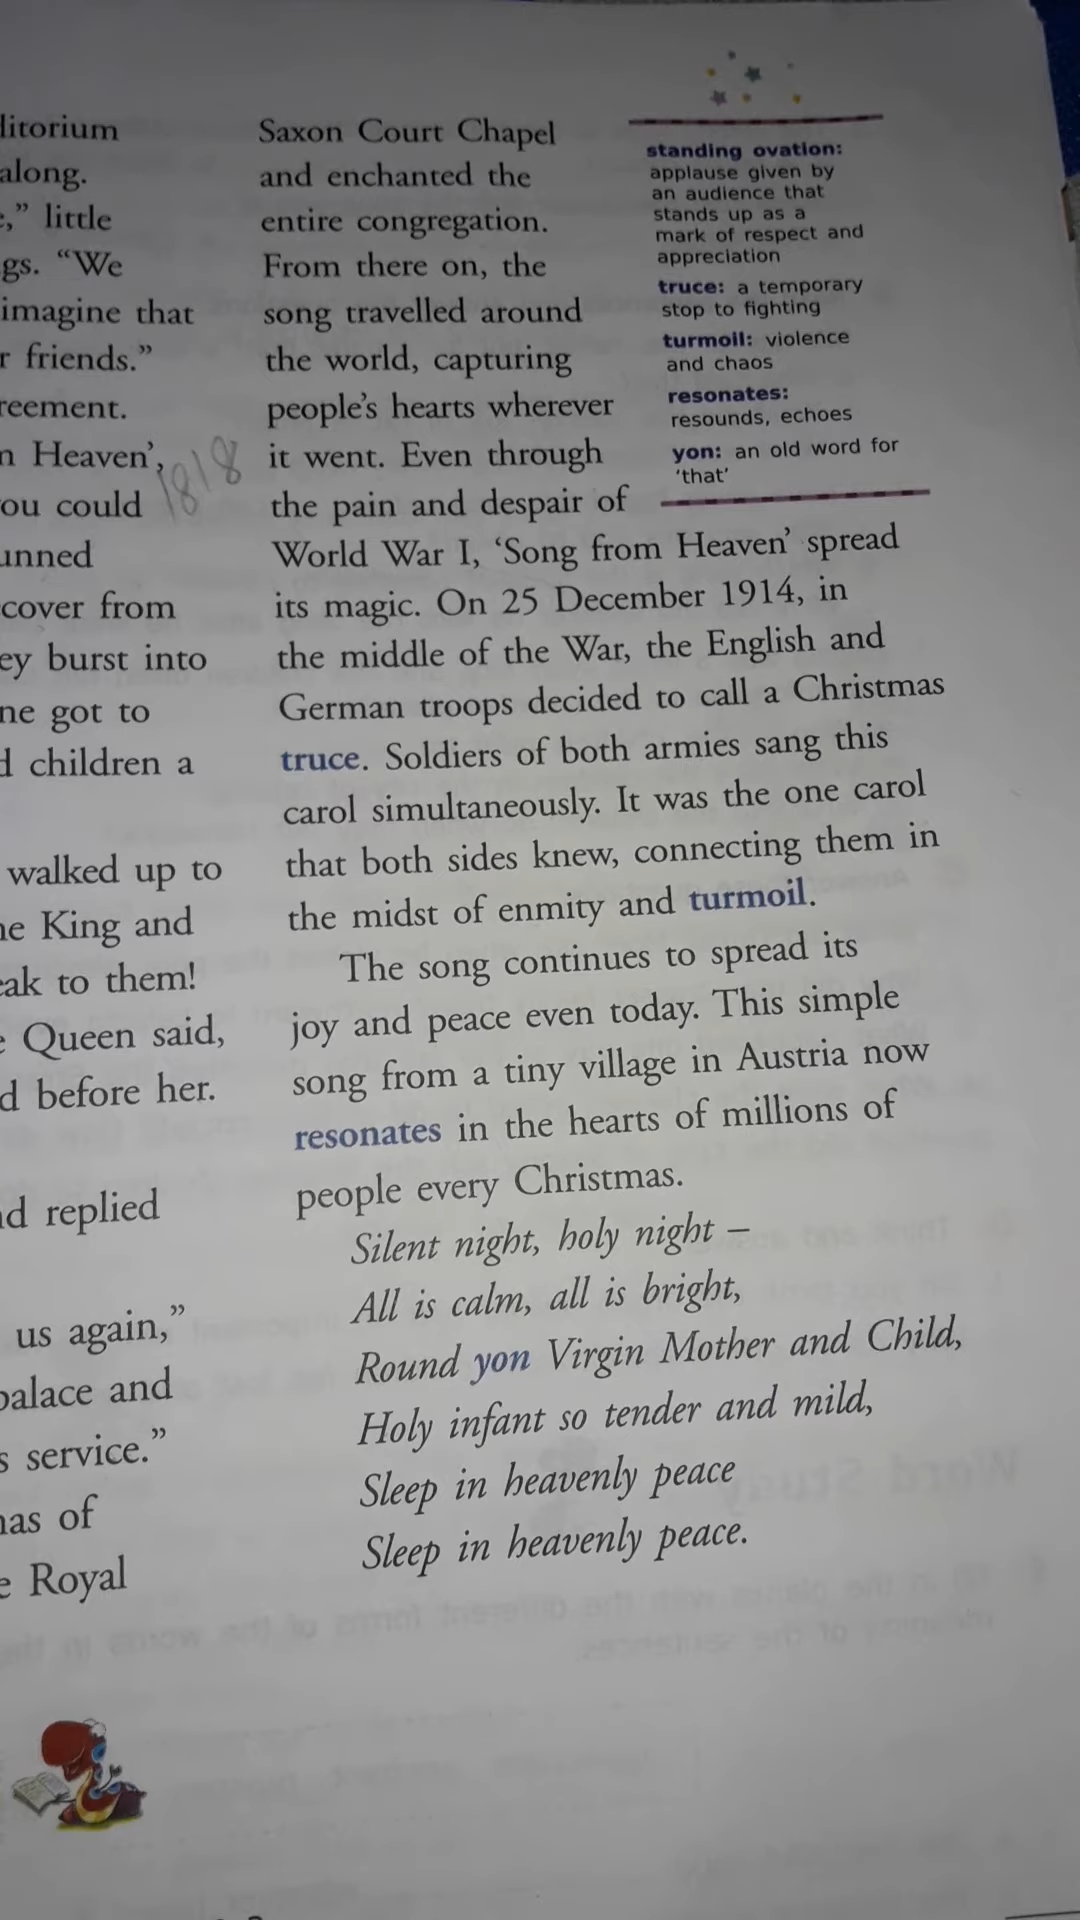 litorium
along.
,” little
gs. “We
imagine that
r friends.”
reement.
n Heaven’,
ou could
unned
cover from
ey burst into
ne got to
d children a
walked up to
he King and
eak to them!
e Queen said,
d before her.
nd replied
us again,”
palace and
s service.”
nas of
e Royal
1818
Saxon Court Chapel
and enchanted the
entire congregation.
From there on, the
song travelled around
the world, capturing
people’s hearts wherever
it went. Even through
the pain and despair of
World War I, ‘Song from Heaven’ spread
its magic. On 25 December 1914, in
the middle of the War, the English and
German troops decided to call a Christmas
truce. Soldiers of both armies sang this
carol simultaneously. It was the one carol
that both sides knew, connecting them in
the midst of enmity and turmoil.
The song continues to spread its
joy and peace even today. This simple
song from a tiny village in Austria now
resonates in the hearts of millions of
people every Christmas.
Silent night, holy night –
All is calm, all is bright,
Round yon Virgin Mother and Child,
Holy infant so tender and mild,
Sleep in heavenly peace
Sleep in heavenly peace.
standing ovation:
applause given by
an audience that
stands up as a
mark of respect and
appreciation
truce: a temporary
stop to fighting
turmoil: violence
and chaos
resonates:
resounds, echoes
yon: an old word for
‘that’